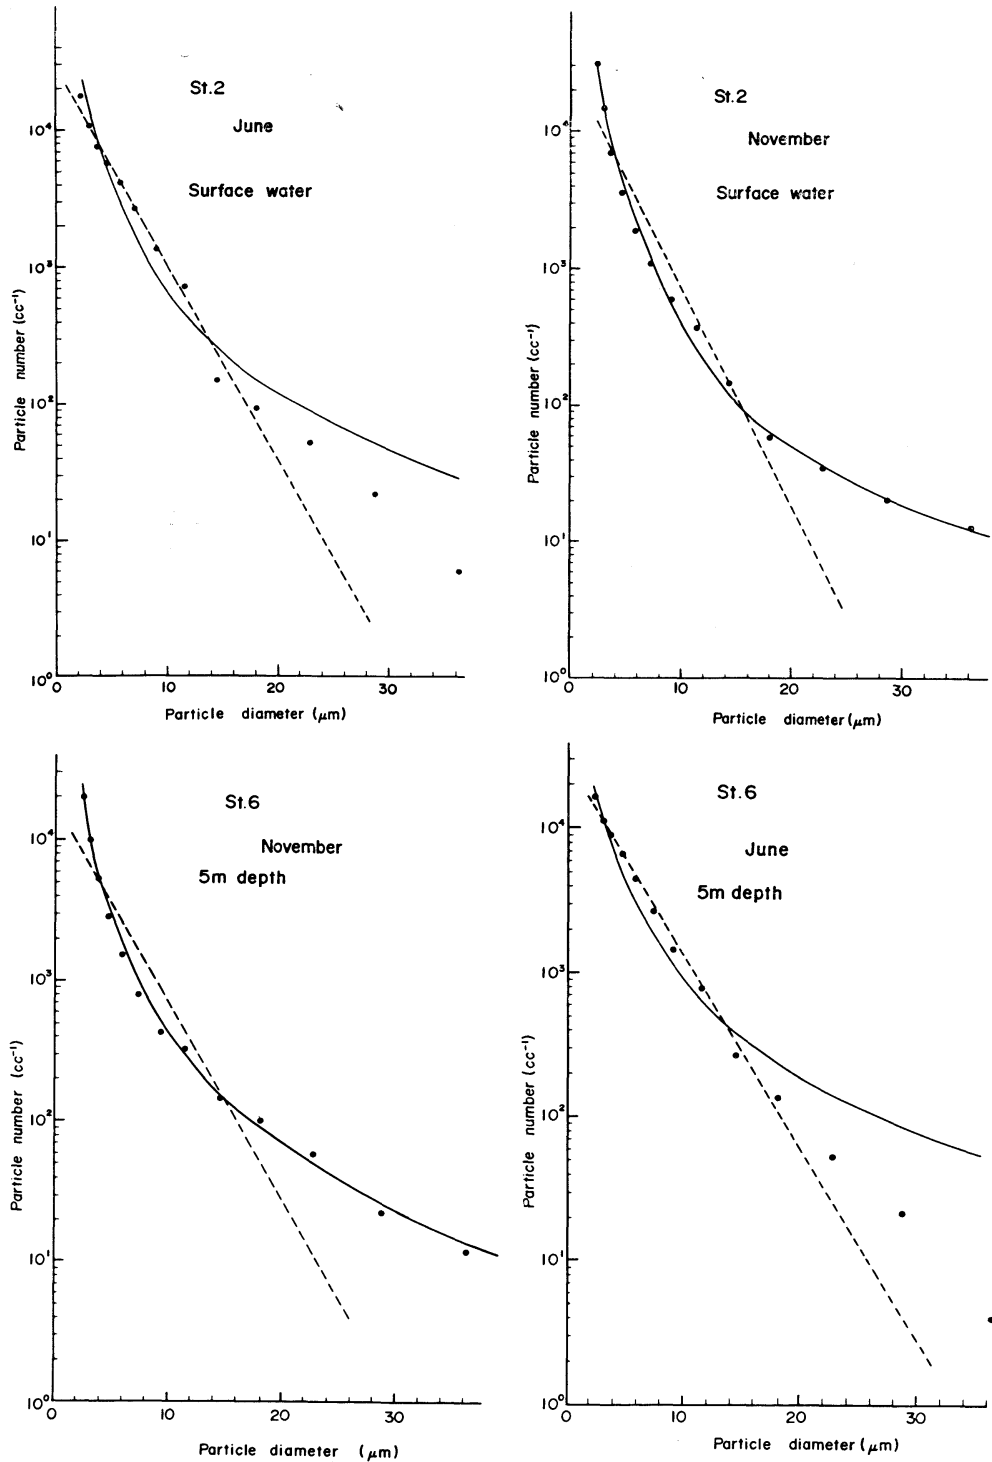 St.2
June
Surface water
10⁴
10³
10²
10¹
10⁰
0 10 20 30
Particle number (cc⁻¹)
Particle diameter (μm)
St.2
November
Surface water
10⁴
10³
10²
10¹
10⁰
0 10 20 30
Particle number (cc⁻¹)
Particle diameter (μm)
St.6
November
5m depth
10⁴
10³
10²
10¹
10⁰
0 10 20 30
Particle number (cc⁻¹)
Particle diameter (μm)
St.6
June
5m depth
10⁴
10³
10²
10¹
10⁰
0 10 20 30
Particle number (cc⁻¹)
Particle diameter (μm)